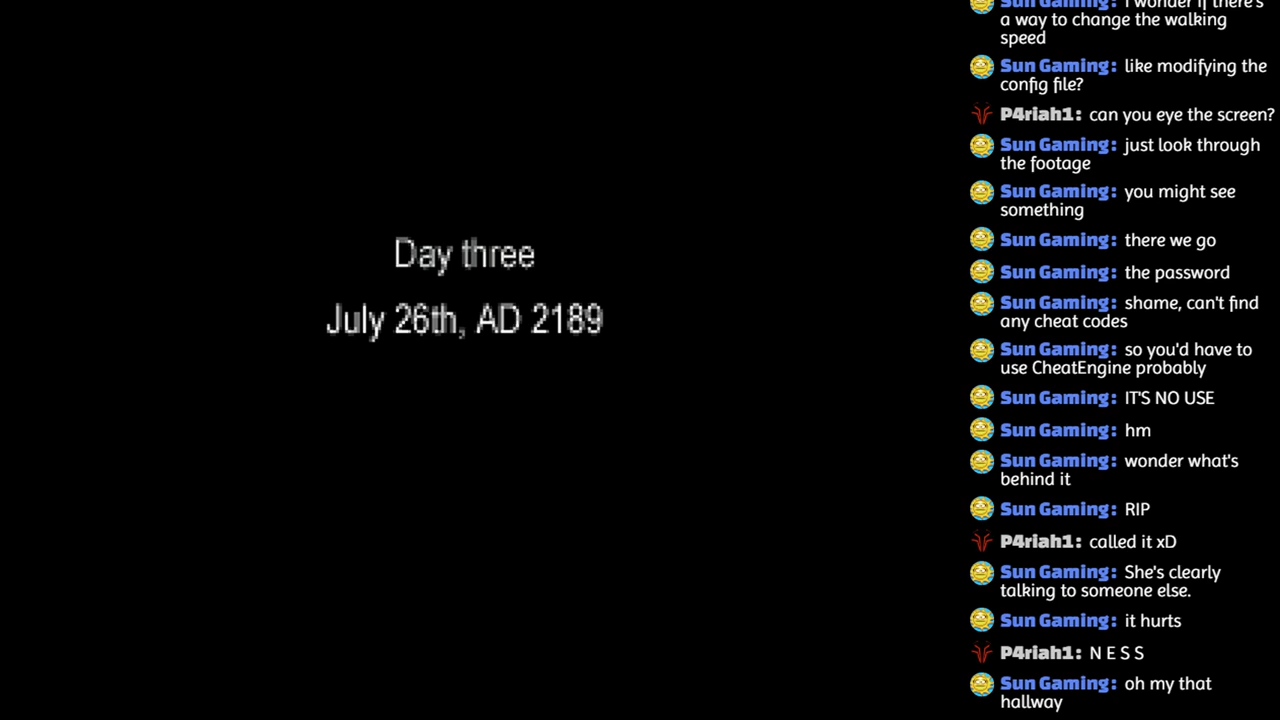 Day three
July 26th, AD 2189
Sun Gaming: I wonder if there's
a way to change the walking
speed
Sun Gaming: like modifying the
config file?
P4riah1: can you eye the screen?
Sun Gaming: just look through
the footage
Sun Gaming: you might see
something
Sun Gaming: there we go
Sun Gaming: the password
Sun Gaming: shame, can't find
any cheat codes
Sun Gaming: so you'd have to
use CheatEngine probably
Sun Gaming: IT'S NO USE
Sun Gaming: hm
Sun Gaming: wonder what's
behind it
Sun Gaming: RIP
P4riah1: called it xD
Sun Gaming: She's clearly
talking to someone else.
Sun Gaming: it hurts
P4riah1: N E S S
Sun Gaming: oh my that
hallway